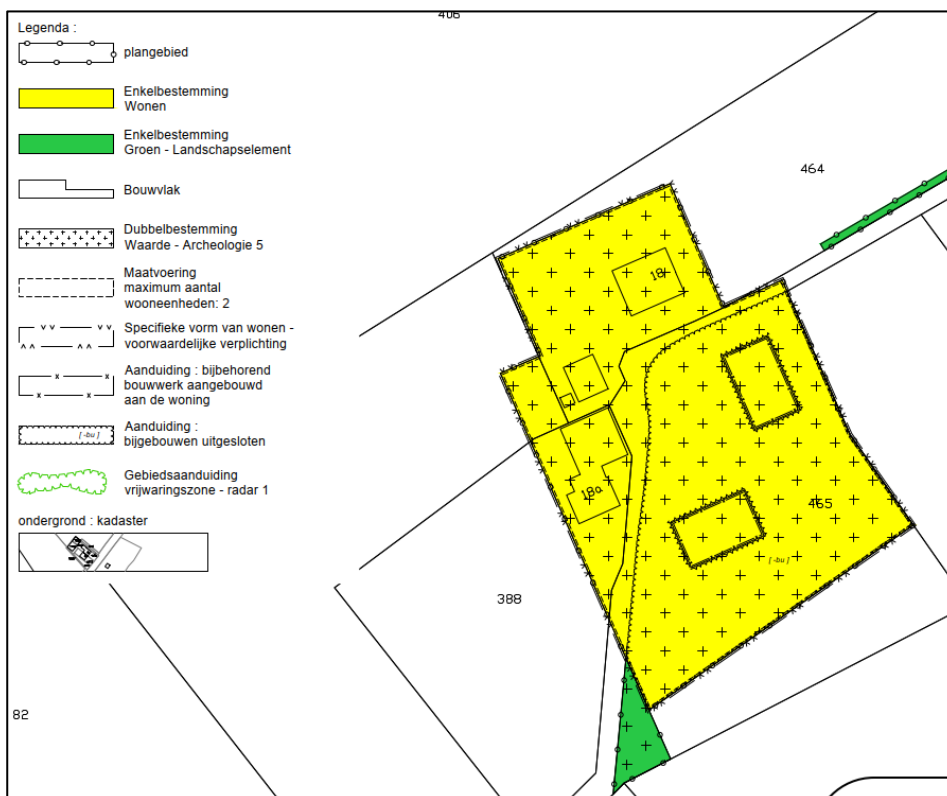 406
Legenda :
plangebied
Enkelbestemming
Wonen
Enkelbestemming
Groen - Landschapselement
Bouwvlak
Dubbelbestemming
Waarde - Archeologie 5
Maatvoering
maximum aantal
wooneenheden: 2
Specifieke vorm van wonen -
voorwaardelijke verplichting
Aanduiding : bijbehorend
bouwwerk aangebouwd
aan de woning
[ -bu ]
Aanduiding :
bijgebouwen uitgesloten
Gebiedsaanduiding
vrijwaringszone - radar 1
ondergrond : kadaster
464
18
18a
465
[ -bu ]
388
82